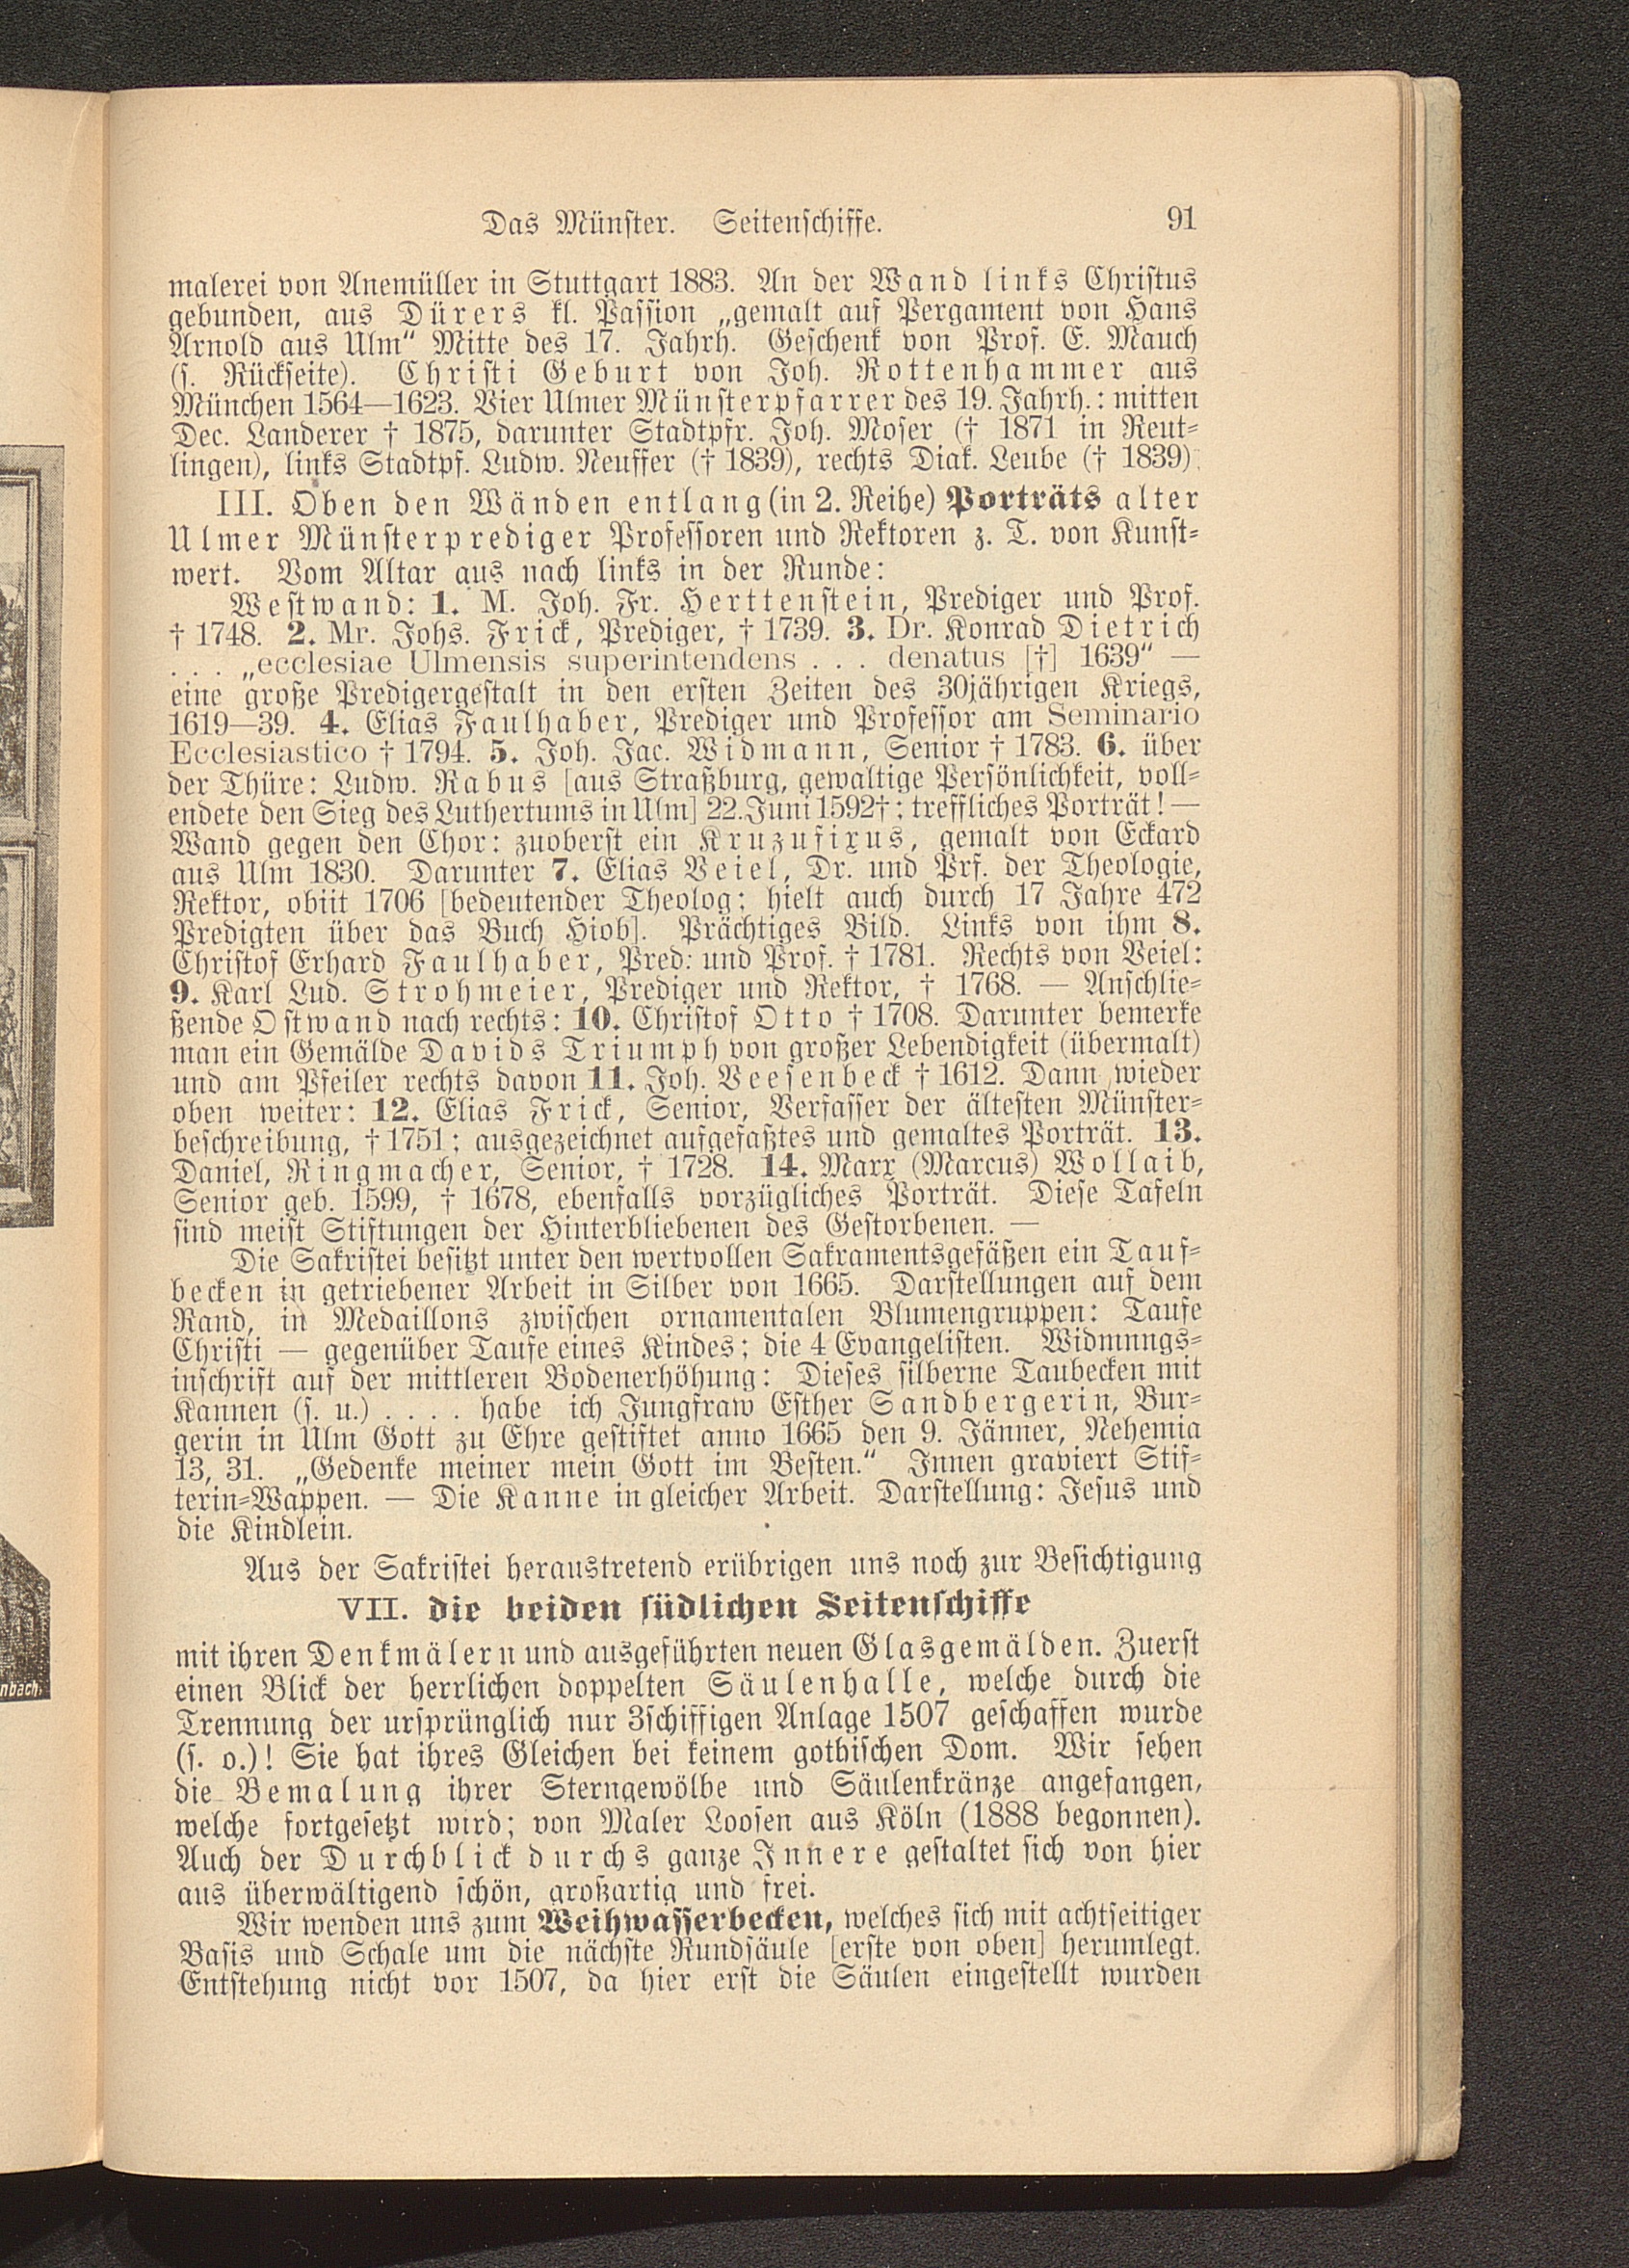 Das Münster. Seitenschiffe. 91
malerei von Anemüller in Stuttgart 1883. An der Wand links Christus
gebunden, aus Dürers kl. Passion „gemalt auf Pergament von Hans
Arnold aus Ulm“ Mitte des 17. Jahrh. Geschenk von Prof. E. Mauch
(s. Rückseite). Christi Geburt von Joh. Rottenhammer aus
München 1564—1623. Vier Ulmer Münsterpfarrer des 19. Jahrh.: mitten
Dec. Landerer † 1875, darunter Stadtpfr. Joh. Moser († 1871 in Reut-
lingen), links Stadtpf. Ludw. Neuffer († 1839), rechts Diak. Leube († 1839).
III. Oben den Wänden entlang (in 2. Reihe) Porträts alter
Ulmer Münsterprediger Professoren und Rektoren z. T. von Kunst-
wert. Vom Altar aus nach links in der Runde:
Westwand: 1. M. Joh. Fr. Herttenstein, Prediger und Prof.
† 1748. 2. Mr. Johs. Frick, Prediger, † 1739. 3. Dr. Konrad Dietrich
. . . „ecclesiae Ulmensis superintendens . . . denatus [†] 1639“ —
eine große Predigergestalt in den ersten Zeiten des 30jährigen Kriegs,
1619—39. 4. Elias Faulhaber, Prediger und Professor am Seminario
Ecclesiastico † 1794. 5. Joh. Jac. Widmann, Senior † 1783. 6. über
der Thüre: Ludw. Rabus [aus Straßburg, gewaltige Persönlichkeit, voll-
endete den Sieg des Luthertums in Ulm] 22. Juni 1592†; treffliches Porträt! —
Wand gegen den Chor: zuoberst ein Kruzufixus, gemalt von Eckard
aus Ulm 1830. Darunter 7. Elias Veiel, Dr. und Prf. der Theologie,
Rektor, obiit 1706 [bedeutender Theolog; hielt auch durch 17 Jahre 472
Predigten über das Buch Hiob]. Prächtiges Bild. Links von ihm 8.
Christof Erhard Faulhaber, Pred. und Prof. † 1781. Rechts von Veiel:
9. Karl Lud. Strohmeier, Prediger und Rektor, † 1768. — Anschlie-
ßende Ostwand nach rechts: 10. Christof Otto † 1708. Darunter bemerke
man ein Gemälde Davids Triumph von großer Lebendigkeit (übermalt)
und am Pfeiler rechts davon 11. Joh. Veesenbeck † 1612. Dann wieder
oben weiter: 12. Elias Frick, Senior, Verfasser der ältesten Münster-
beschreibung, † 1751; ausgezeichnet aufgefaßtes und gemaltes Porträt. 13.
Daniel, Ringmacher, Senior, † 1728. 14. Marx (Marcus) Wollaib,
Senior geb. 1599, † 1678, ebenfalls vorzügliches Porträt. Diese Tafeln
sind meist Stiftungen der Hinterbliebenen des Gestorbenen. —
Die Sakristei besitzt unter den wertvollen Sakramentsgefäßen ein Tauf-
becken in getriebener Arbeit in Silber von 1665. Darstellungen auf dem
Rand, in Medaillons zwischen ornamentalen Blumengruppen: Taufe
Christi — gegenüber Taufe eines Kindes; die 4 Evangelisten. Widmungs-
inschrift auf der mittleren Bodenerhöhung: Dieses silberne Taubecken mit
Kannen (s. u.) . . . . habe ich Jungfraw Esther Sandbergerin, Bur-
gerin in Ulm Gott zu Ehre gestiftet anno 1665 den 9. Jänner, Nehemia
13, 31. „Gedenke meiner mein Gott im Besten.“ Innen graviert Stif-
terin-Wappen. — Die Kanne in gleicher Arbeit. Darstellung: Jesus und
die Kindlein.
Aus der Sakristei heraustretend erübrigen uns noch zur Besichtigung
VII. die beiden südlichen Seitenschiffe
mit ihren Denkmälern und ausgeführten neuen Glasgemälden. Zuerst
einen Blick der herrlichen doppelten Säulenhalle, welche durch die
Trennung der ursprünglich nur 3schiffigen Anlage 1507 geschaffen wurde
(s. o.)! Sie hat ihres Gleichen bei keinem gothischen Dom. Wir sehen
die Bemalung ihrer Sterngewölbe und Säulenkränze angefangen,
welche fortgesetzt wird; von Maler Loosen aus Köln (1888 begonnen).
Auch der Durchblick durchs ganze Innere gestaltet sich von hier
aus überwältigend schön, großartig und frei.
Wir wenden uns zum Weihwasserbecken, welches sich mit achtseitiger
Basis und Schale um die nächste Rundsäule [erste von oben] herumlegt.
Entstehung nicht vor 1507, da hier erst die Säulen eingestellt wurden